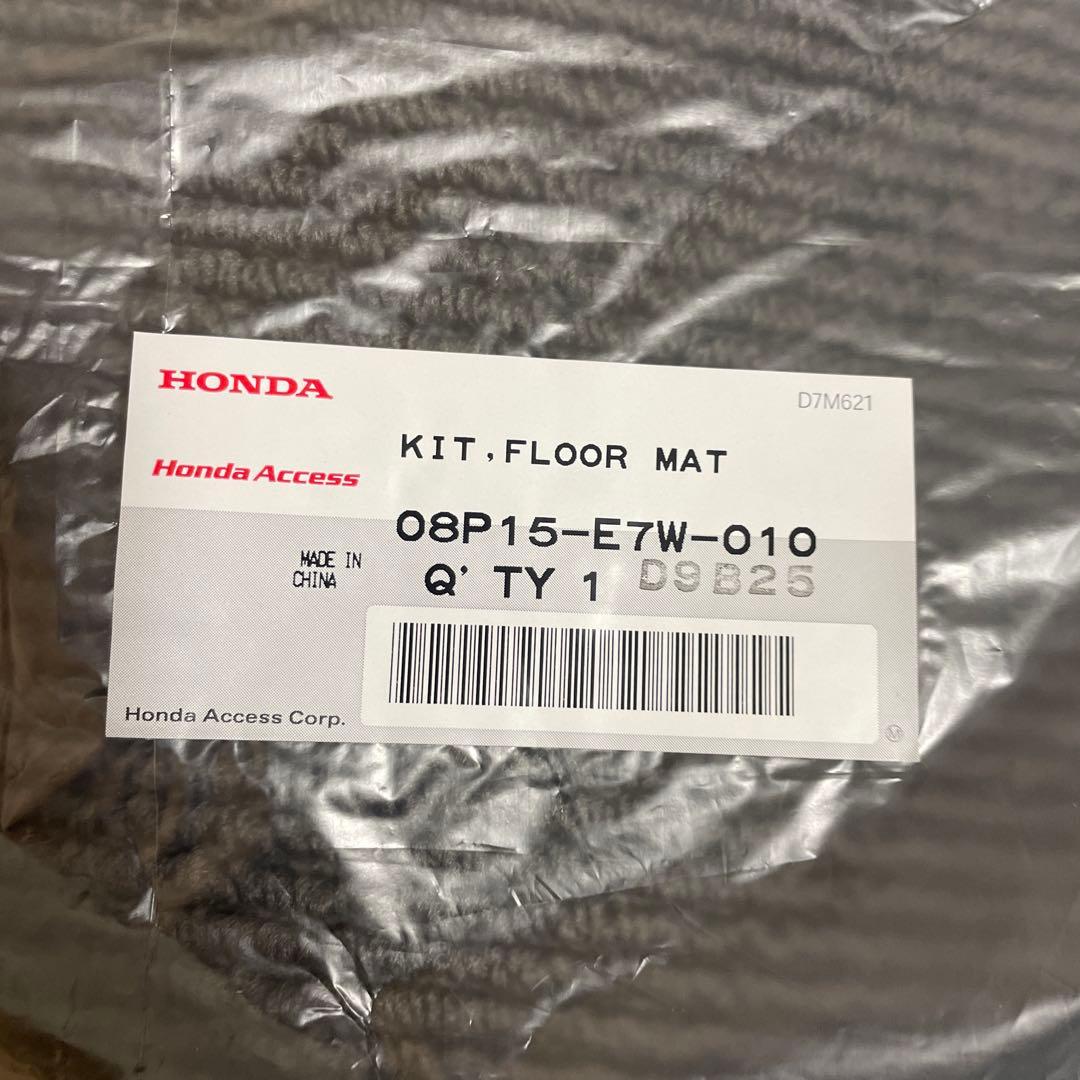 HONDA
D7M621
KIT,FLOOR MAT
Honda Access
08P15-E7W-010
MADE IN
CHINA
Q'TY 1 D9B25
Honda Access Corp.
M